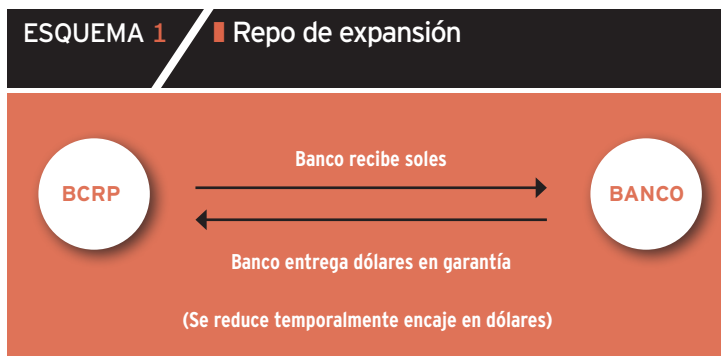 ESQUEMA 1
Repo de expansión
Banco recibe soles
BCRP
BANCO
Banco entrega dólares en garantía
(Se reduce temporalmente encaje en dólares)